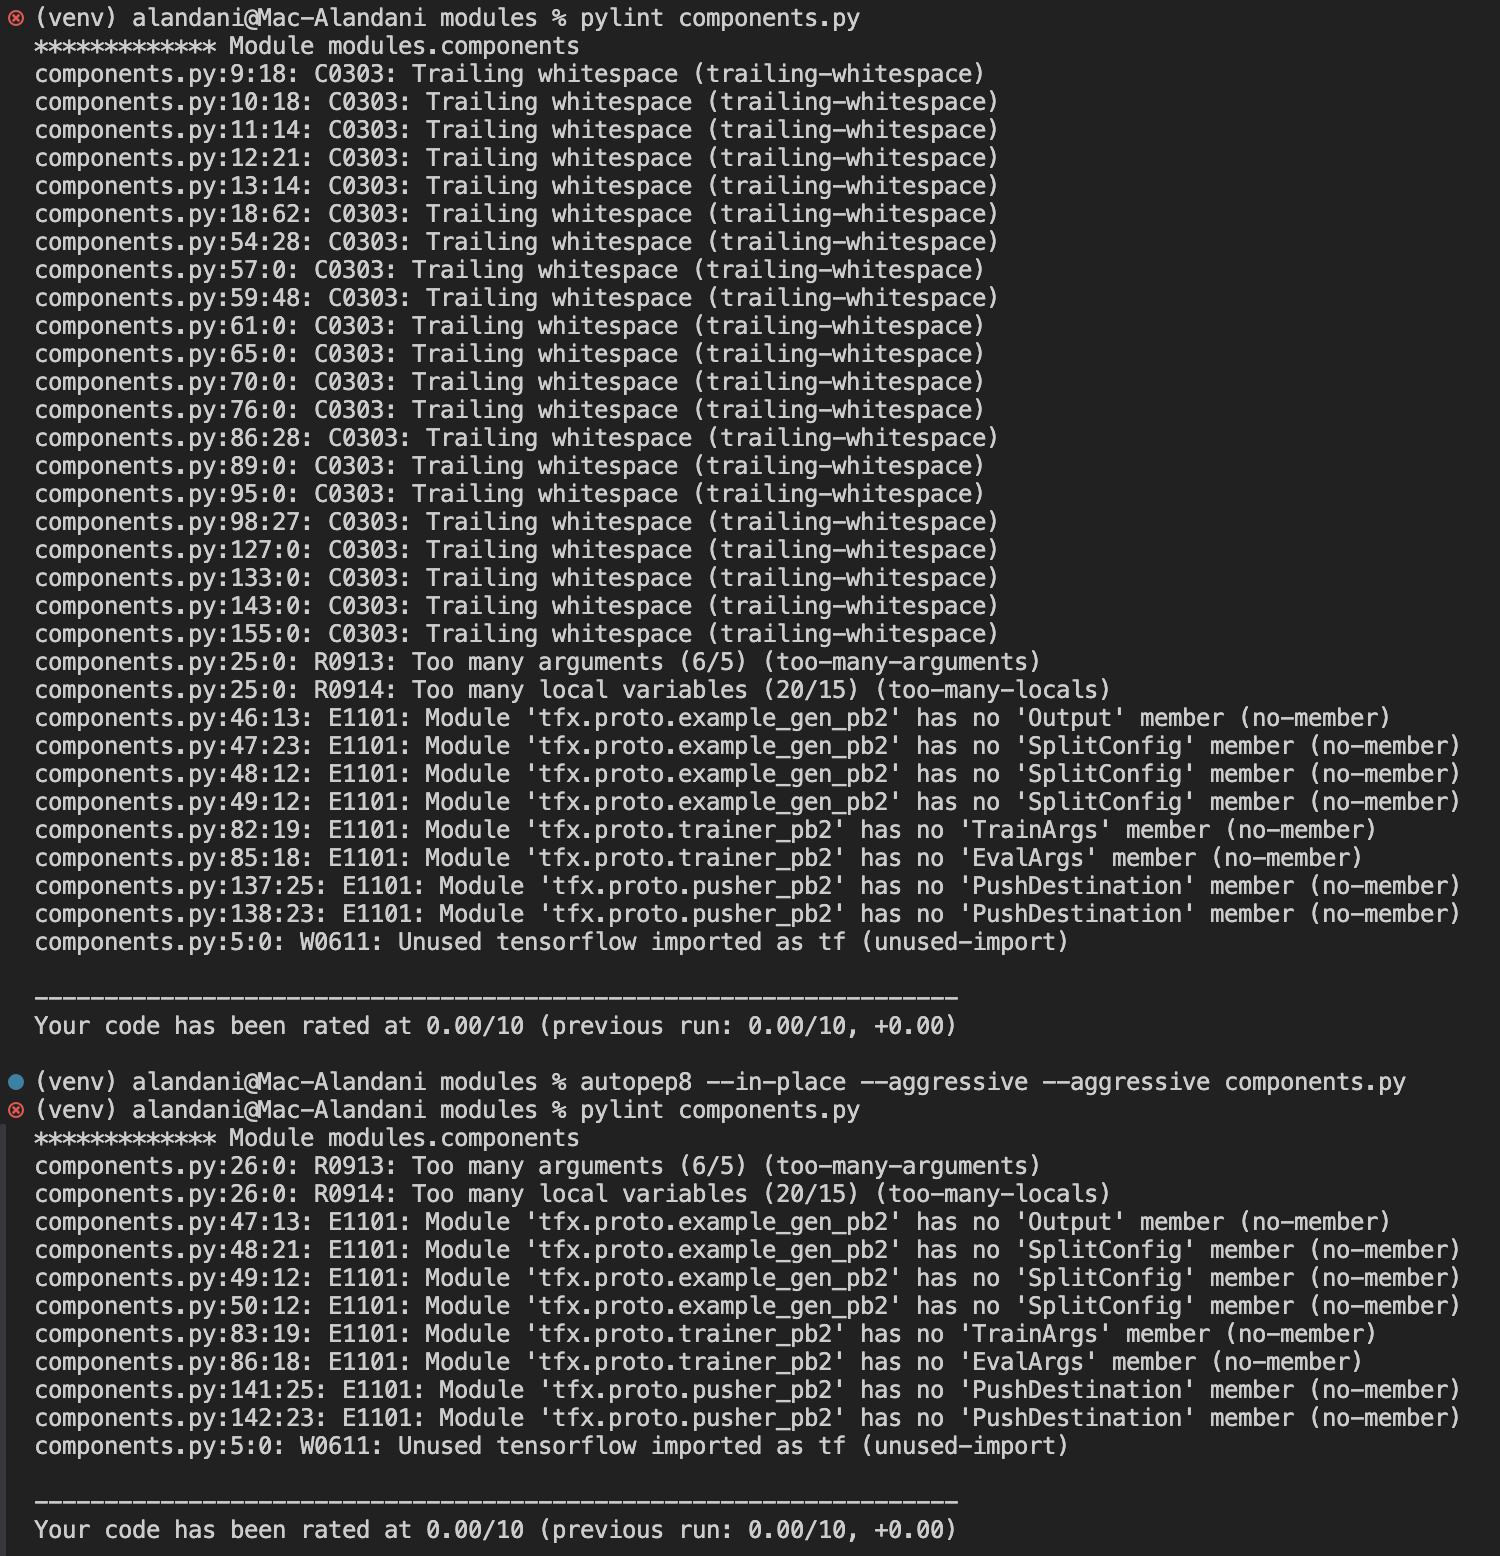 (venv) alandani@Mac-Alandani modules % pylint components.py
************* Module modules.components
components.py:9:18: C0303: Trailing whitespace (trailing-whitespace)
components.py:10:18: C0303: Trailing whitespace (trailing-whitespace)
components.py:11:14: C0303: Trailing whitespace (trailing-whitespace)
components.py:12:21: C0303: Trailing whitespace (trailing-whitespace)
components.py:13:14: C0303: Trailing whitespace (trailing-whitespace)
components.py:18:62: C0303: Trailing whitespace (trailing-whitespace)
components.py:54:28: C0303: Trailing whitespace (trailing-whitespace)
components.py:57:0: C0303: Trailing whitespace (trailing-whitespace)
components.py:59:48: C0303: Trailing whitespace (trailing-whitespace)
components.py:61:0: C0303: Trailing whitespace (trailing-whitespace)
components.py:65:0: C0303: Trailing whitespace (trailing-whitespace)
components.py:70:0: C0303: Trailing whitespace (trailing-whitespace)
components.py:76:0: C0303: Trailing whitespace (trailing-whitespace)
components.py:86:28: C0303: Trailing whitespace (trailing-whitespace)
components.py:89:0: C0303: Trailing whitespace (trailing-whitespace)
components.py:95:0: C0303: Trailing whitespace (trailing-whitespace)
components.py:98:27: C0303: Trailing whitespace (trailing-whitespace)
components.py:127:0: C0303: Trailing whitespace (trailing-whitespace)
components.py:133:0: C0303: Trailing whitespace (trailing-whitespace)
components.py:143:0: C0303: Trailing whitespace (trailing-whitespace)
components.py:155:0: C0303: Trailing whitespace (trailing-whitespace)
components.py:25:0: R0913: Too many arguments (6/5) (too-many-arguments)
components.py:25:0: R0914: Too many local variables (20/15) (too-many-locals)
components.py:46:13: E1101: Module 'tfx.proto.example_gen_pb2' has no 'Output' member (no-member)
components.py:47:23: E1101: Module 'tfx.proto.example_gen_pb2' has no 'SplitConfig' member (no-member)
components.py:48:12: E1101: Module 'tfx.proto.example_gen_pb2' has no 'SplitConfig' member (no-member)
components.py:49:12: E1101: Module 'tfx.proto.example_gen_pb2' has no 'SplitConfig' member (no-member)
components.py:82:19: E1101: Module 'tfx.proto.trainer_pb2' has no 'TrainArgs' member (no-member)
components.py:85:18: E1101: Module 'tfx.proto.trainer_pb2' has no 'EvalArgs' member (no-member)
components.py:137:25: E1101: Module 'tfx.proto.pusher_pb2' has no 'PushDestination' member (no-member)
components.py:138:23: E1101: Module 'tfx.proto.pusher_pb2' has no 'PushDestination' member (no-member)
components.py:5:0: W0611: Unused tensorflow imported as tf (unused-import)
------------------------------------------------------------------
Your code has been rated at 0.00/10 (previous run: 0.00/10, +0.00)
(venv) alandani@Mac-Alandani modules % autopep8 --in-place --aggressive --aggressive components.py
(venv) alandani@Mac-Alandani modules % pylint components.py
************* Module modules.components
components.py:26:0: R0913: Too many arguments (6/5) (too-many-arguments)
components.py:26:0: R0914: Too many local variables (20/15) (too-many-locals)
components.py:47:13: E1101: Module 'tfx.proto.example_gen_pb2' has no 'Output' member (no-member)
components.py:48:21: E1101: Module 'tfx.proto.example_gen_pb2' has no 'SplitConfig' member (no-member)
components.py:49:12: E1101: Module 'tfx.proto.example_gen_pb2' has no 'SplitConfig' member (no-member)
components.py:50:12: E1101: Module 'tfx.proto.example_gen_pb2' has no 'SplitConfig' member (no-member)
components.py:83:19: E1101: Module 'tfx.proto.trainer_pb2' has no 'TrainArgs' member (no-member)
components.py:86:18: E1101: Module 'tfx.proto.trainer_pb2' has no 'EvalArgs' member (no-member)
components.py:141:25: E1101: Module 'tfx.proto.pusher_pb2' has no 'PushDestination' member (no-member)
components.py:142:23: E1101: Module 'tfx.proto.pusher_pb2' has no 'PushDestination' member (no-member)
components.py:5:0: W0611: Unused tensorflow imported as tf (unused-import)
------------------------------------------------------------------
Your code has been rated at 0.00/10 (previous run: 0.00/10, +0.00)